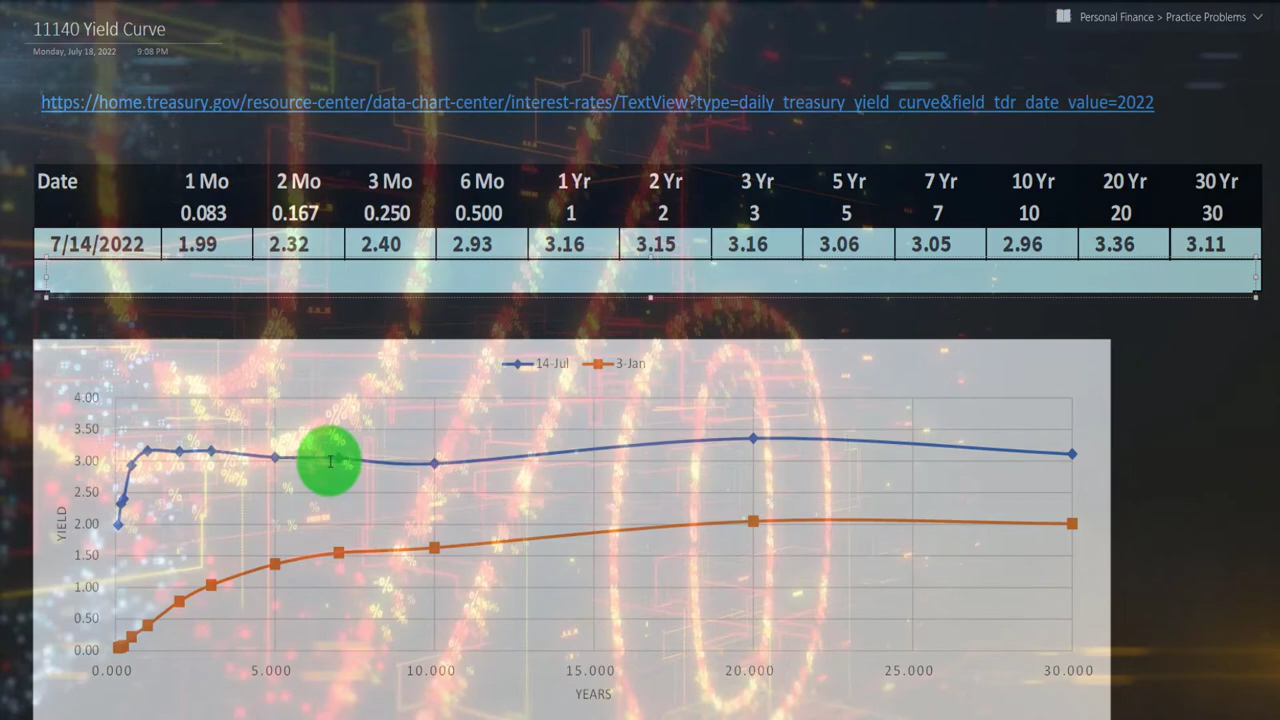 11140 Yield Curve
Personal Finance > Practice Problems
Monday, July 18, 2022 9:08 PM
https://home.treasury.gov/resource-center/data-chart-center/interest-rates/TextView?type=daily_treasury_yield_curve&field_tdr_date_value=2022
Date 1 Mo 2 Mo 3 Mo 6 Mo 1 Yr 2 Yr 3 Yr 5 Yr 7 Yr 10 Yr 20 Yr 30 Yr
0.083 0.167 0.250 0.500 1 2 3 5 7 10 20 30
7/14/2022 1.99 2.32 2.40 2.93 3.16 3.15 3.16 3.06 3.05 2.96 3.36 3.11
14-Jul 3-Jan
4.00
3.50
3.00
2.50
2.00
1.50
1.00
0.50
0.00
YIELD
0.000 5.000 10.000 15.000 20.000 25.000 30.000
YEARS